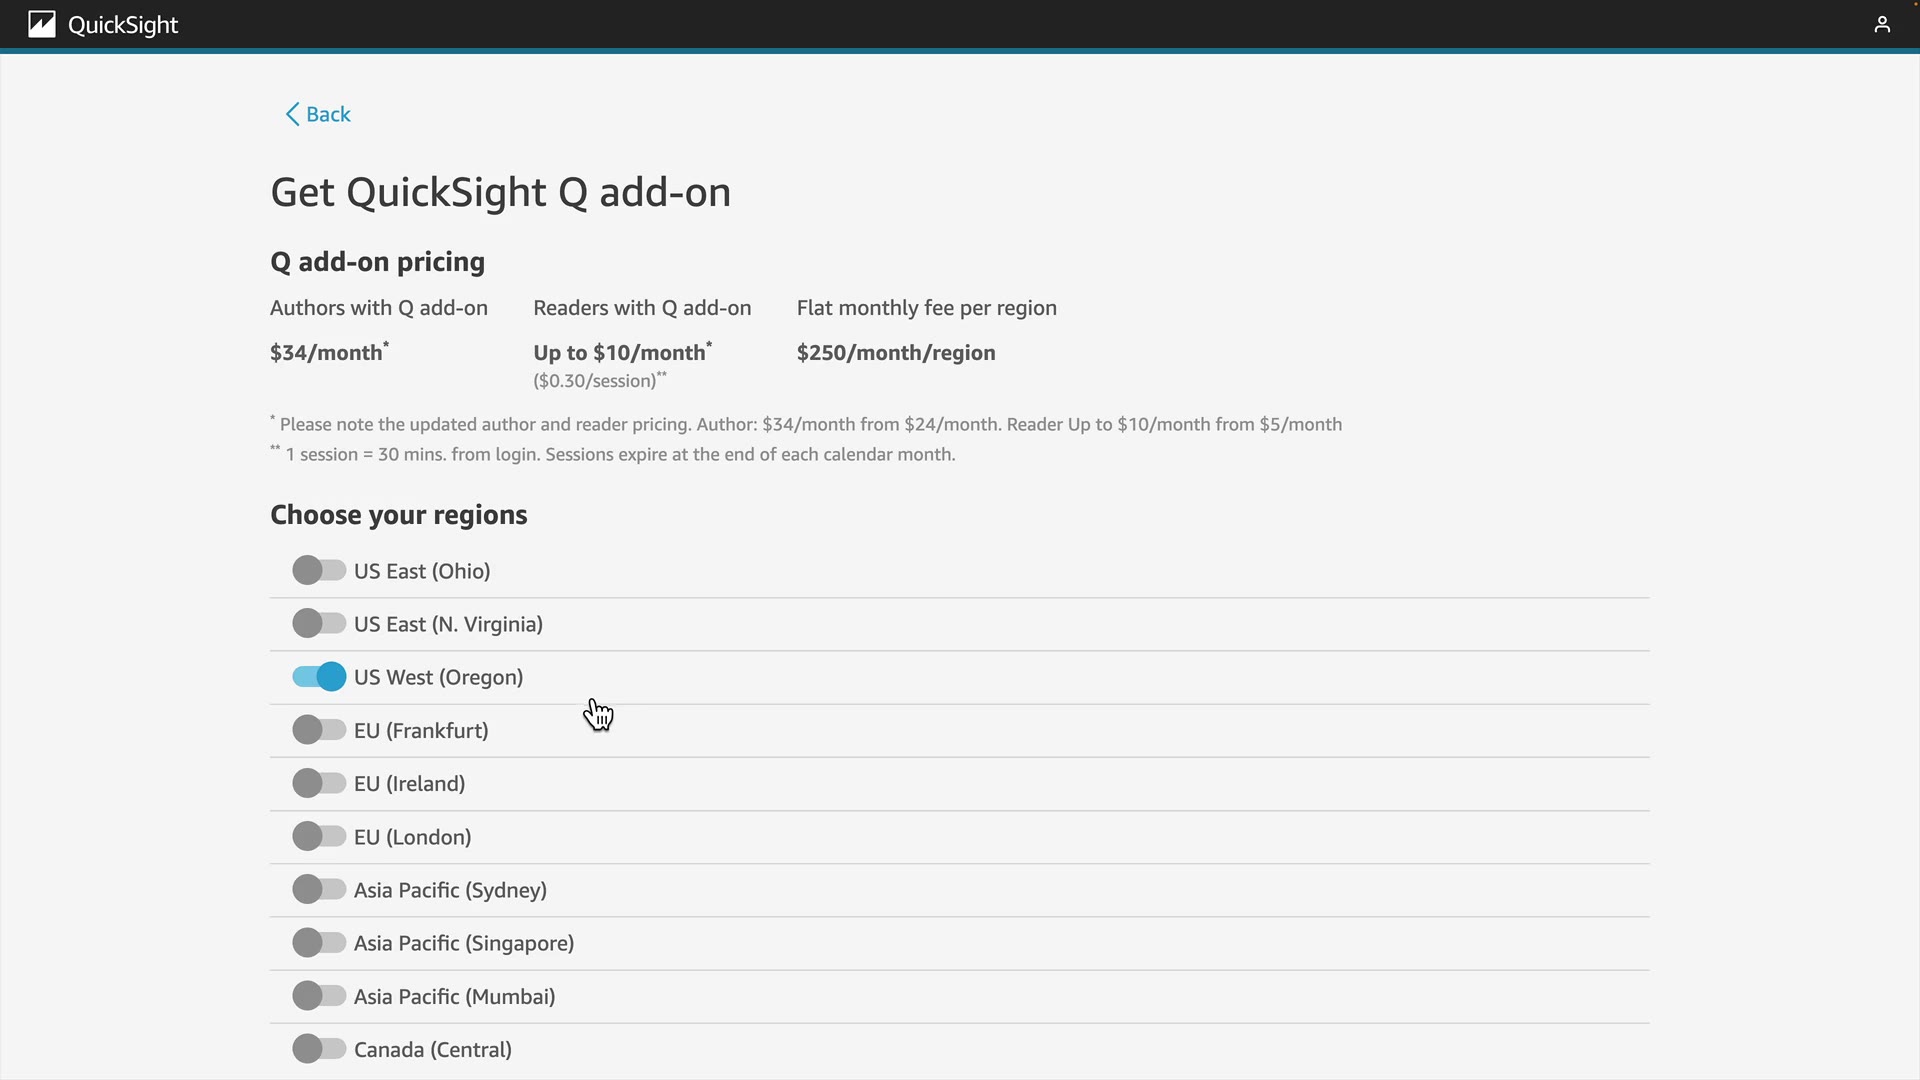 QuickSight
Back
Get QuickSight Q add-on
Q add-on pricing
Authors with Q add-on
Readers with Q add-on
Flat monthly fee per region
$34/month*
Up to $10/month*
$250/month/region
($0.30/session)**
* Please note the updated author and reader pricing. Author: $34/month from $24/month. Reader Up to $10/month from $5/month
** 1 session = 30 mins. from login. Sessions expire at the end of each calendar month.
Choose your regions
US East (Ohio)
US East (N. Virginia)
US West (Oregon)
EU (Frankfurt)
EU (Ireland)
EU (London)
Asia Pacific (Sydney)
Asia Pacific (Singapore)
Asia Pacific (Mumbai)
Canada (Central)